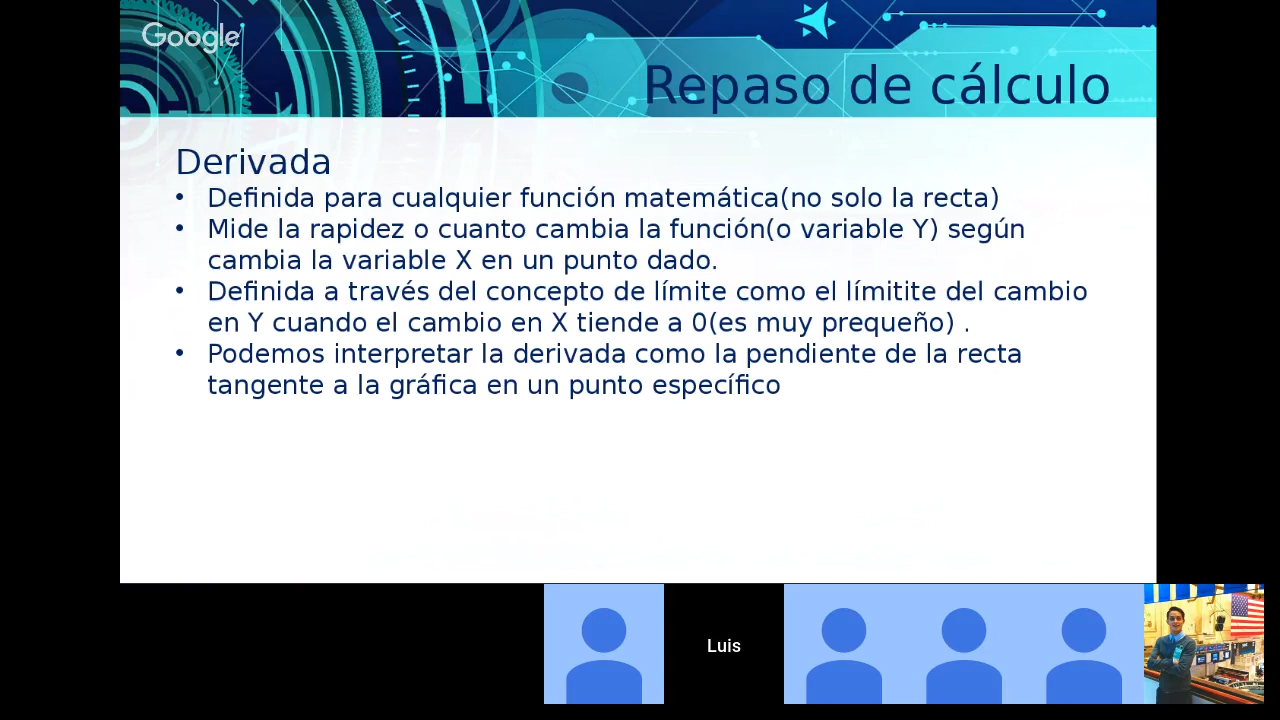 Google
Repaso de cálculo
Derivada
• Definida para cualquier función matemática(no solo la recta)
• Mide la rapidez o cuanto cambia la función(o variable Y) según
cambia la variable X en un punto dado.
• Definida a través del concepto de límite como el límitite del cambio
en Y cuando el cambio en X tiende a 0(es muy prequeño) .
• Podemos interpretar la derivada como la pendiente de la recta
tangente a la gráfica en un punto específico
Luis